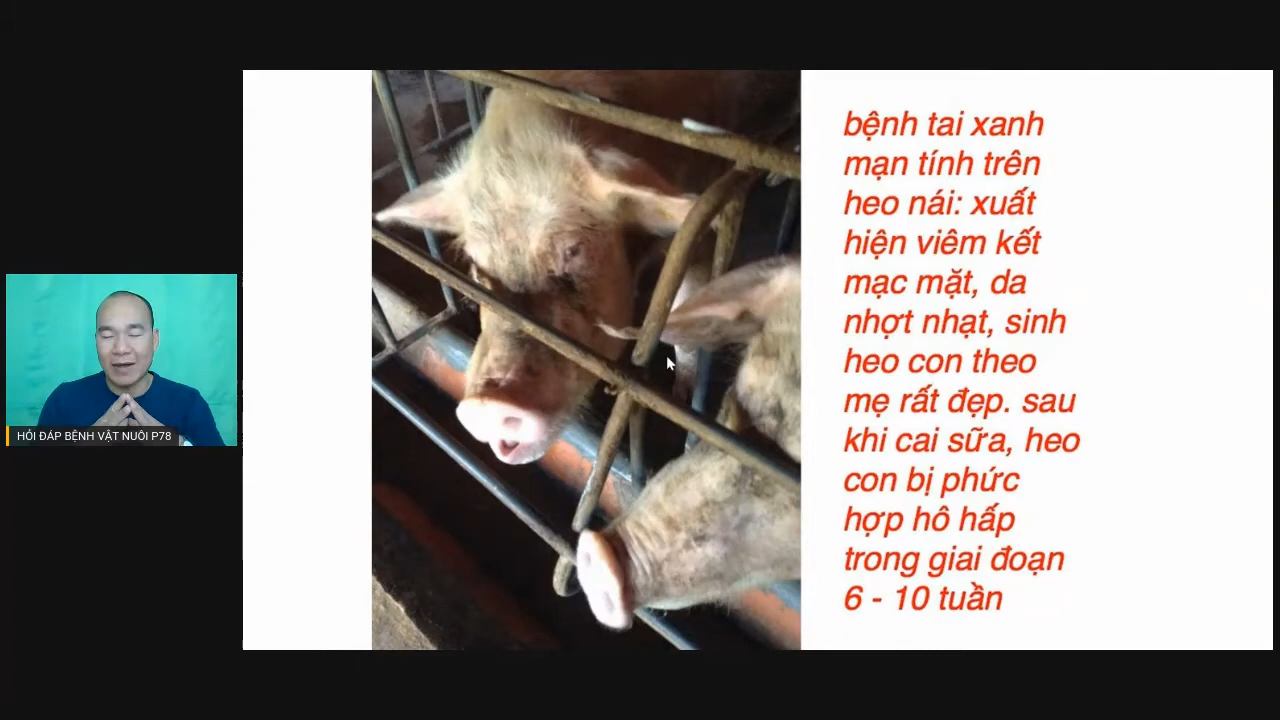 bệnh tai xanh
mạn tính trên
heo nái: xuất
hiện viêm kết
mạc mặt, da
nhợt nhạt, sinh
heo con theo
mẹ rất đẹp. sau
khi cai sữa, heo
con bị phức
hợp hô hấp
trong giai đoạn
6 - 10 tuần
HỎI ĐÁP BỆNH VẬT NUÔI P78